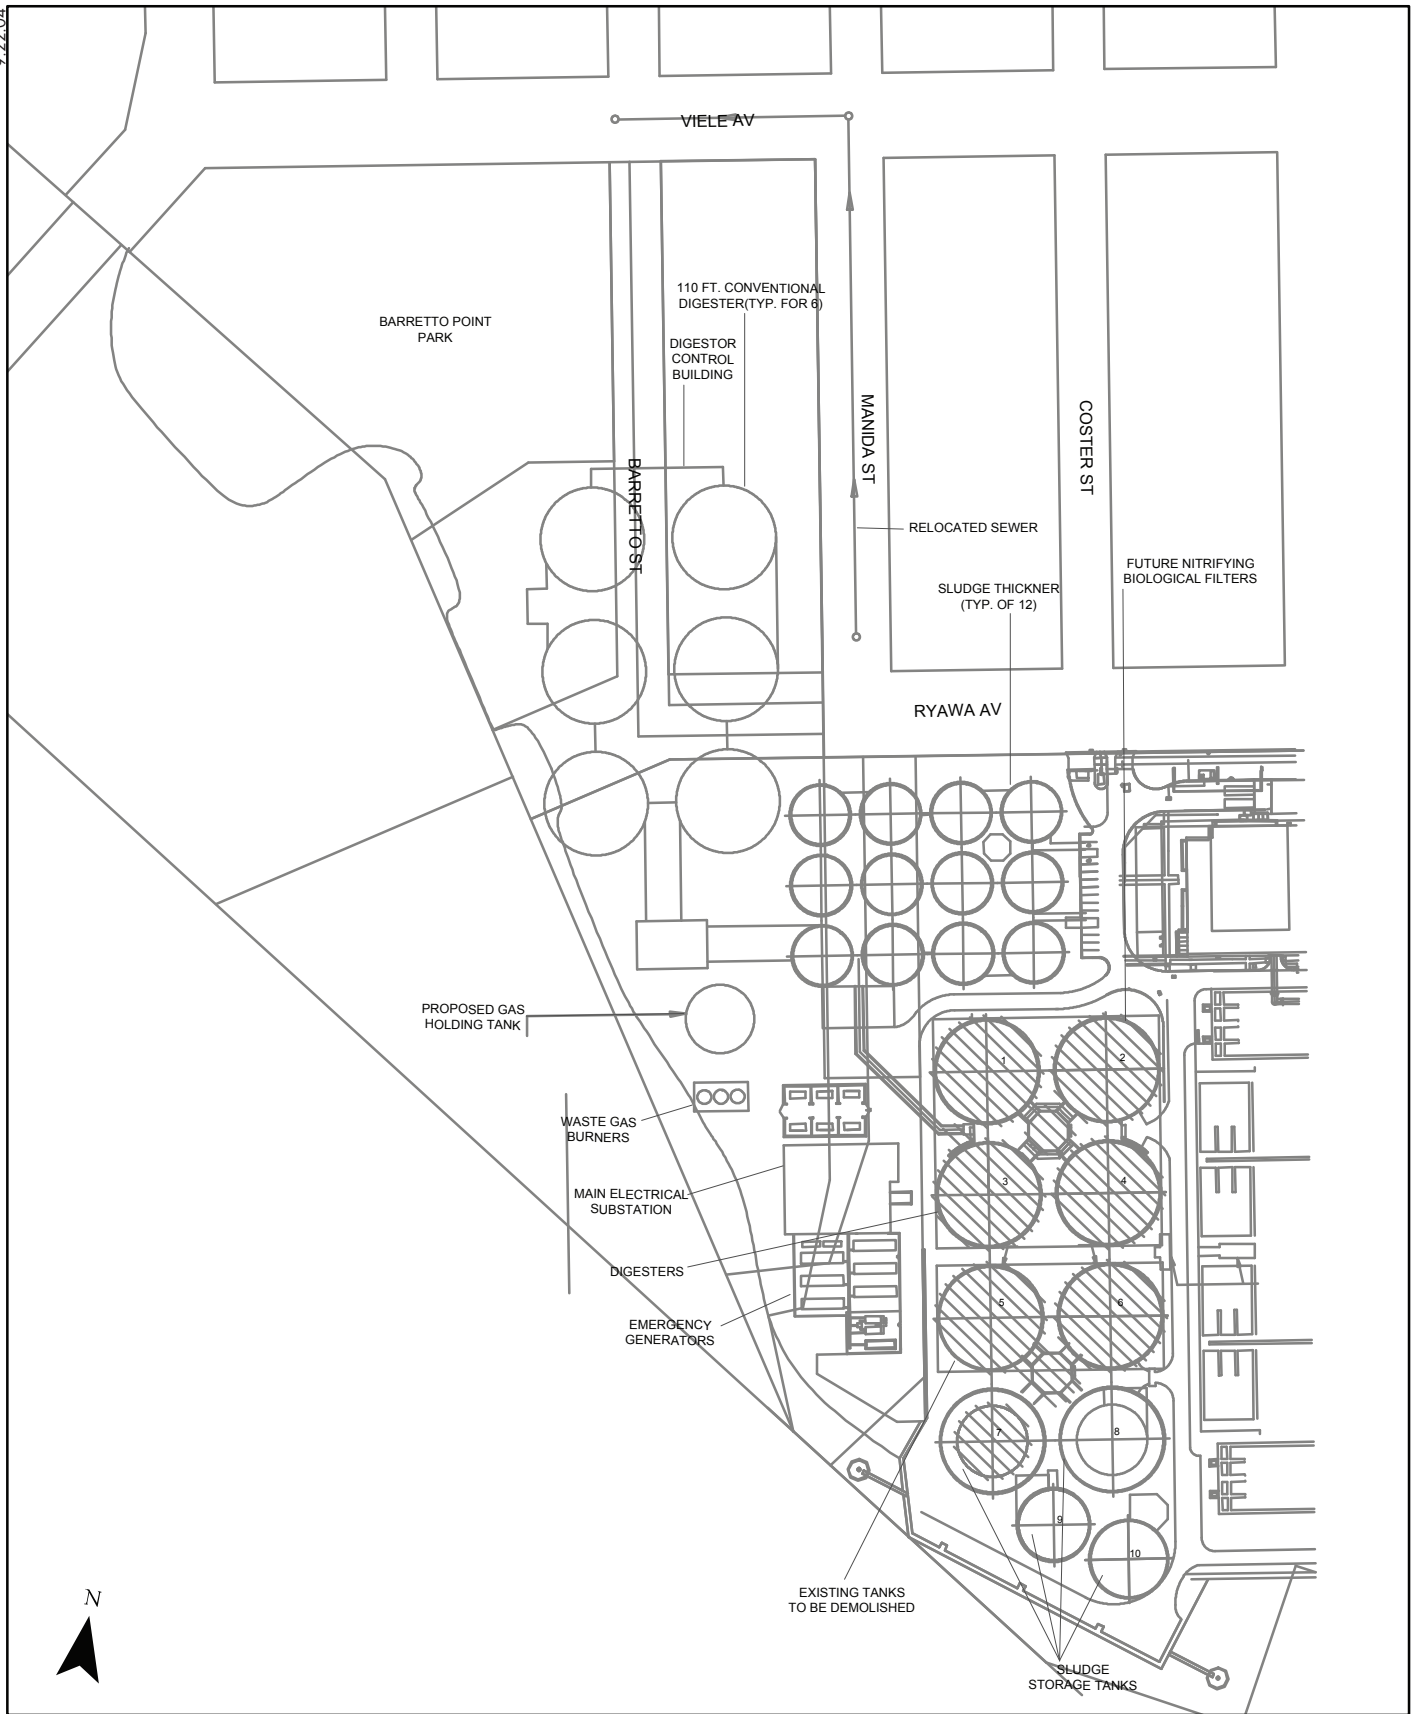 VIELE AV
110 FT. CONVENTIONAL
DIGESTER(TYP. FOR 6)
BARRETTO POINT
PARK
DIGESTOR
CONTROL
BUILDING
MANIDA ST
COSTER ST
BARRETTO ST
RELOCATED SEWER
FUTURE NITRIFYING
BIOLOGICAL FILTERS
SLUDGE THICKNER
(TYP. OF 12)
RYAWA AV
PROPOSED GAS
HOLDING TANK
1
2
WASTE GAS
BURNERS
3
4
MAIN ELECTRICAL
SUBSTATION
DIGESTERS
5
6
EMERGENCY
GENERATORS
7
8
9
10
EXISTING TANKS
TO BE DEMOLISHED
N
SLUDGE
STORAGE TANKS